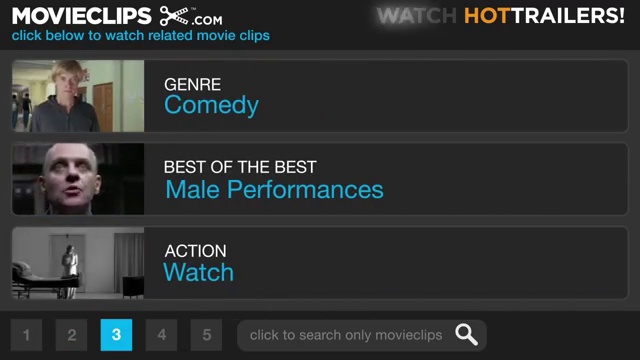 MOVIECLIPS .COM
WATCH HOTTRAILERS!
click below to watch related movie clips
GENRE
Comedy
BEST OF THE BEST
Male Performances
ACTION
Watch
1 2 3 4 5 click to search only movieclips